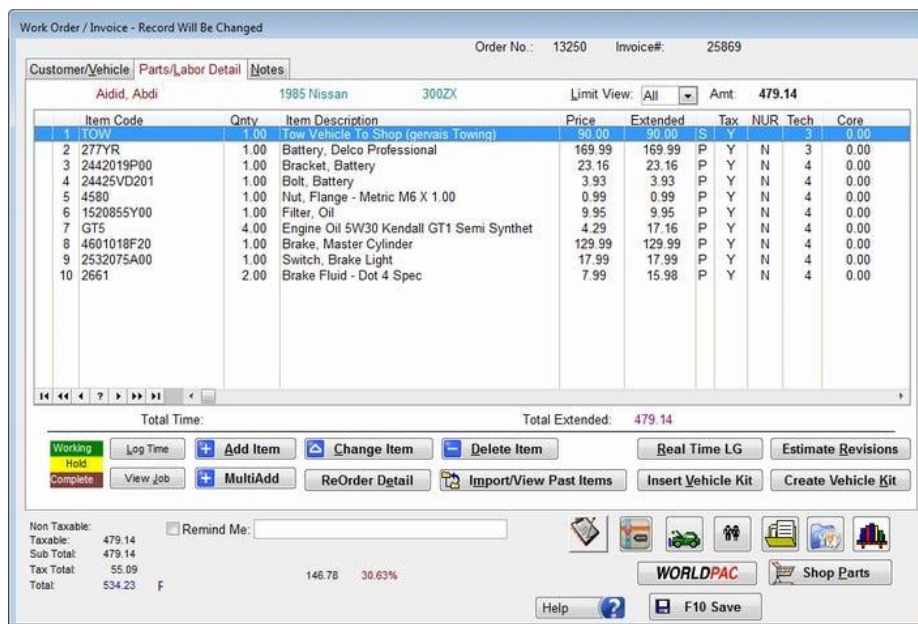 Work Order / Invoice - Record Will Be Changed
Order No.: 13250 Invoice#: 25869
Customer/Vehicle Parts/Labor Detail Notes
Aidid, Abdi 1985 Nissan 300ZX Limit View: All Amt 479.14
Item Code Qnty Item Description Price Extended Tax NUR Tech Core
1 TOW 1.00 Tow Vehicle To Shop (gervais Towing) 90.00 90.00 S Y 3 0.00
2 277YR 1.00 Battery, Delco Professional 169.99 169.99 P Y N 3 0.00
3 2442019P00 1.00 Bracket, Battery 23.16 23.16 P Y N 4 0.00
4 24425VD201 1.00 Bolt, Battery 3.93 3.93 P Y N 4 0.00
5 4580 1.00 Nut, Flange - Metric M6 X 1.00 0.99 0.99 P Y N 4 0.00
6 1520855Y00 1.00 Filter, Oil 9.95 9.95 P Y N 4 0.00
7 GT5 4.00 Engine Oil 5W30 Kendall GT1 Semi Synthet 4.29 17.16 P Y N 4 0.00
8 4601018F20 1.00 Brake, Master Cylinder 129.99 129.99 P Y N 4 0.00
9 2532075A00 1.00 Switch, Brake Light 17.99 17.99 P Y N 4 0.00
10 2661 2.00 Brake Fluid - Dot 4 Spec 7.99 15.98 P Y N 4 0.00
Total Time: Total Extended: 479.14
Working Log Time Add Item Change Item Delete Item Real Time LG Estimate Revisions
Hold
Complete View Job MultiAdd ReOrder Detail Import/View Past Items Insert Vehicle Kit Create Vehicle Kit
Non Taxable: Remind Me:
Taxable: 479.14
Sub Total: 479.14
Tax Total: 55.09 146.78 30.63% WORLDPAC Shop Parts
Total: 534.23 F
Help ? F10 Save